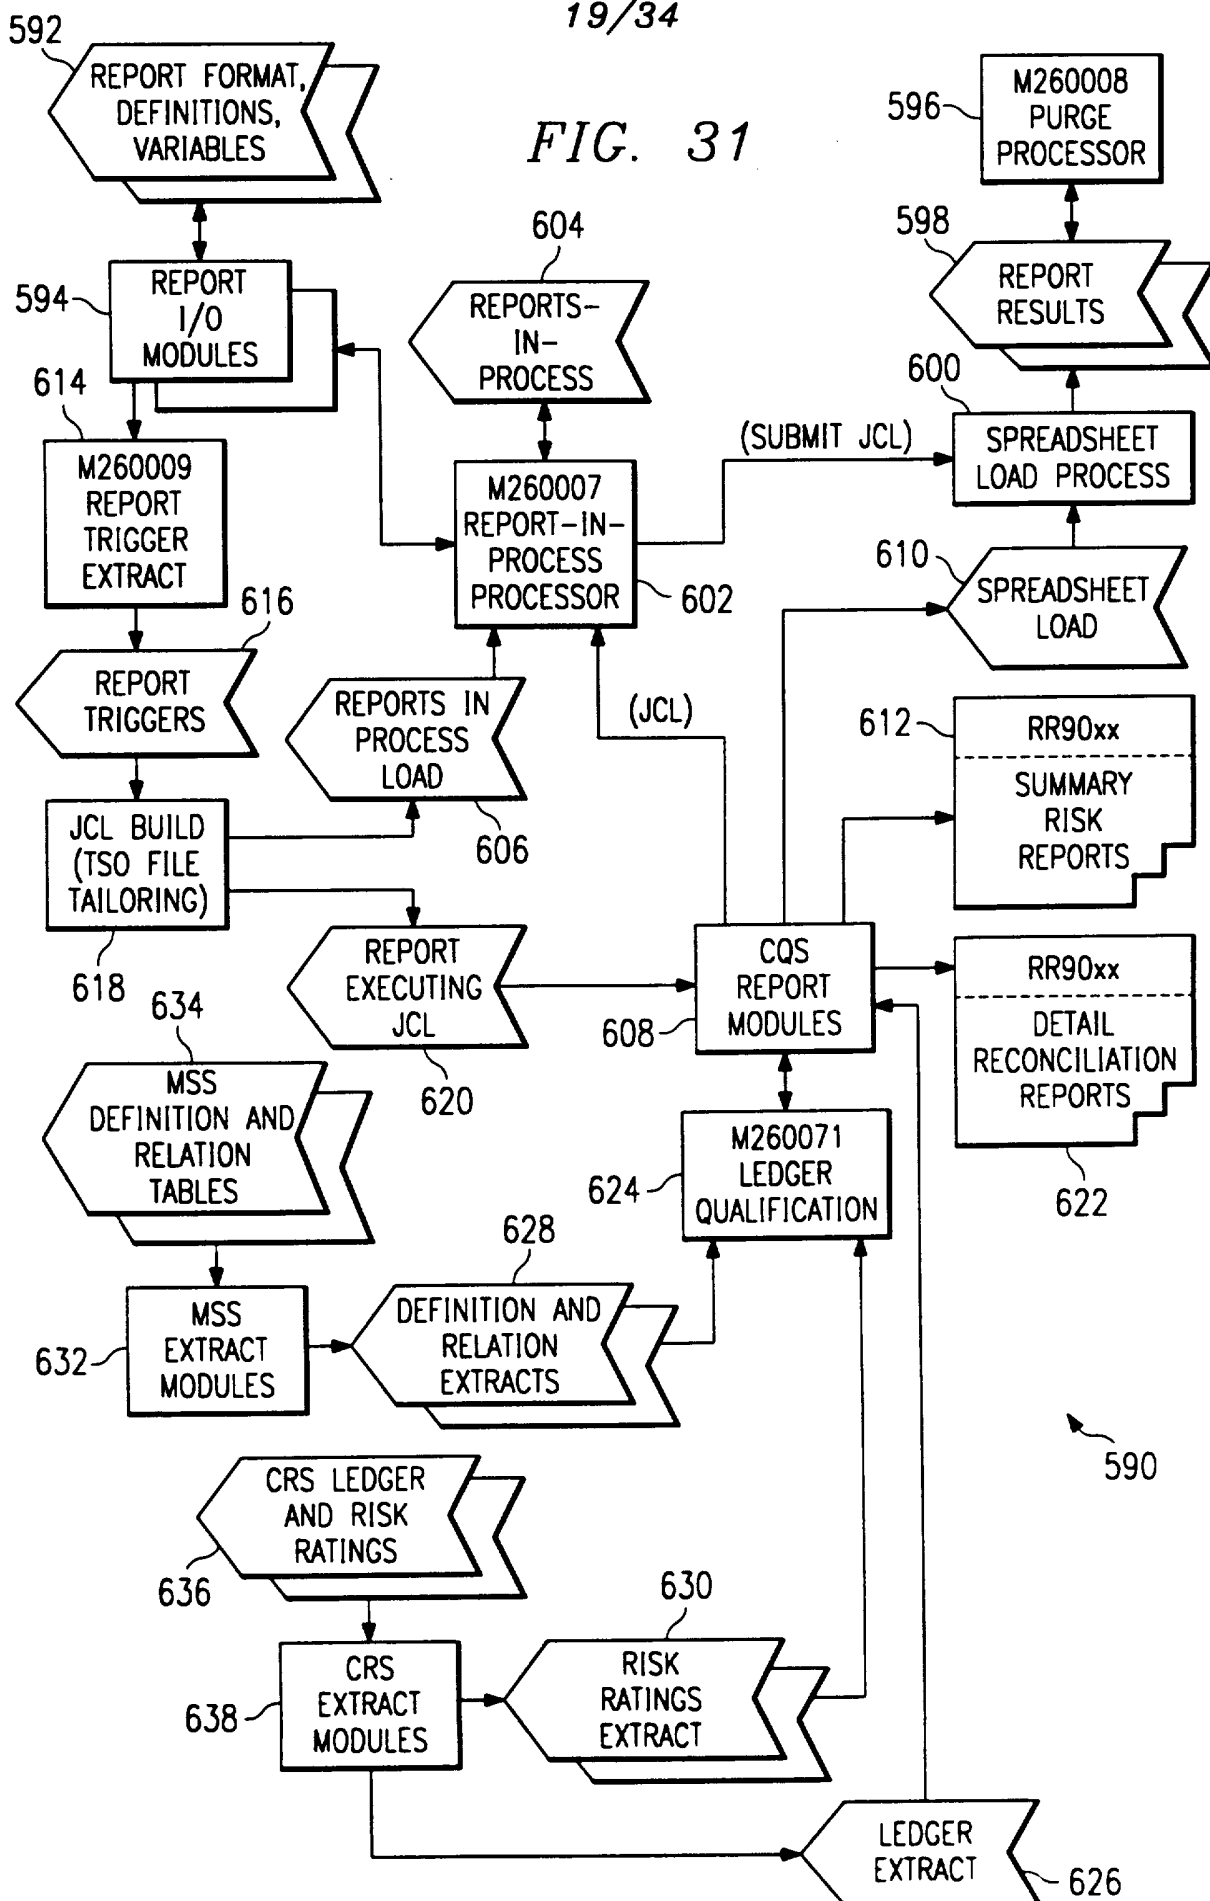 19/34
FIG. 31
592
REPORT FORMAT,
DEFINITIONS,
VARIABLES
594
REPORT
I/O
MODULES
614
M260009
REPORT
TRIGGER
EXTRACT
616
REPORT
TRIGGERS
JCL BUILD
(TSO FILE
TAILORING)
618
604
REPORTS-
IN-
PROCESS
M260007
REPORT-IN-
PROCESS
PROCESSOR
602
(SUBMIT JCL)
REPORTS IN
PROCESS
LOAD
606
(JCL)
REPORT
EXECUTING
JCL
620
596
M260008
PURGE
PROCESSOR
598
REPORT
RESULTS
600
SPREADSHEET
LOAD PROCESS
610
SPREADSHEET
LOAD
612
RR90xx
SUMMARY
RISK
REPORTS
CQS
REPORT
MODULES
608
RR90xx
DETAIL
RECONCILIATION
REPORTS
622
M260071
LEDGER
QUALIFICATION
624
634
MSS
DEFINITION AND
RELATION
TABLES
MSS
EXTRACT
MODULES
632
628
DEFINITION AND
RELATION
EXTRACTS
590
CRS LEDGER
AND RISK
RATINGS
636
CRS
EXTRACT
MODULES
638
630
RISK
RATINGS
EXTRACT
LEDGER
EXTRACT
626